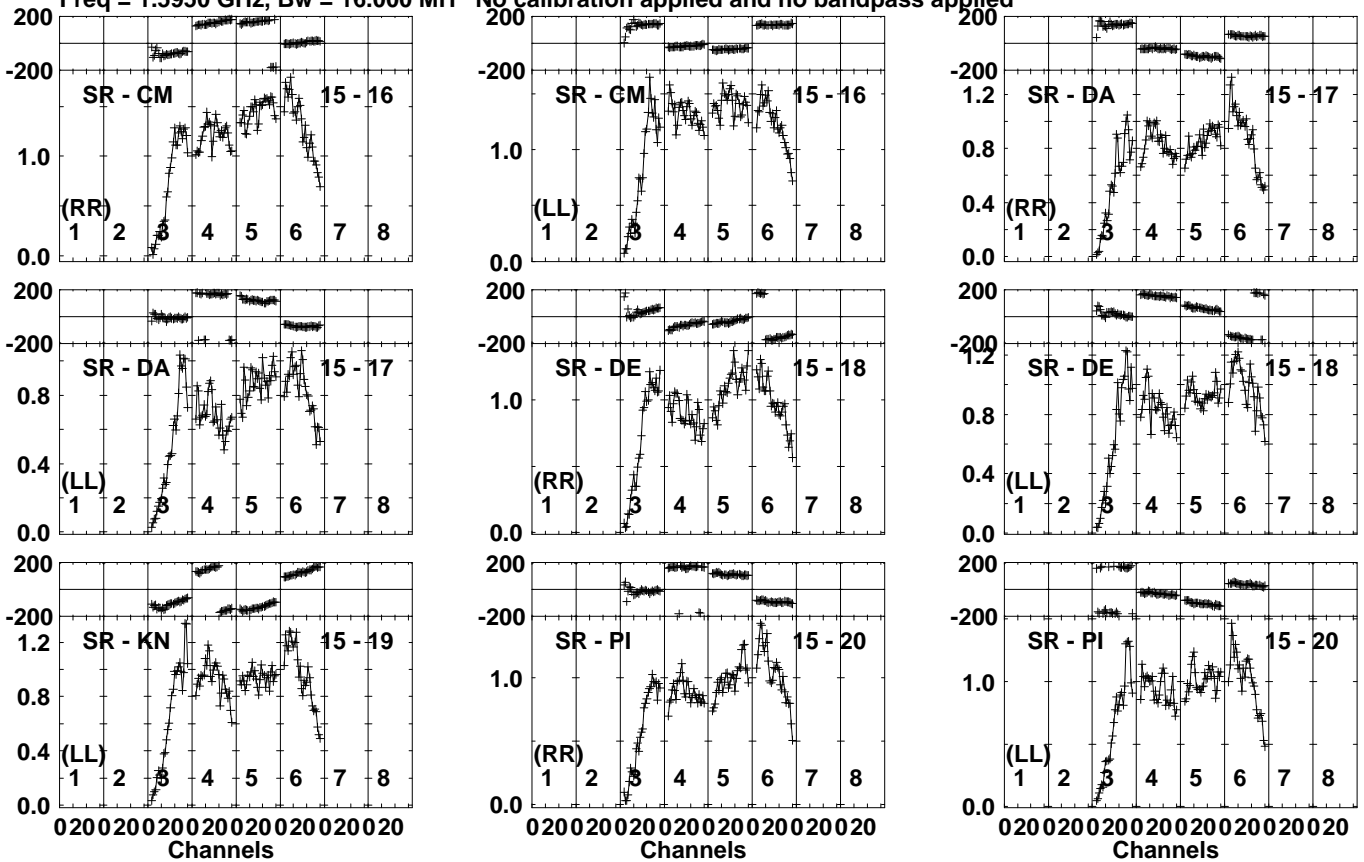 Freq = 1.5950 GHz, Bw = 16.000 MH No calibration applied and no bandpass applied
200 200 200
-200 -200 -200
SR - CM 15 - 16 SR - CM 15 - 16 SR - DA 15 - 17
1.2
1.0 1.0 0.8
0.4
(RR) (LL) (RR)
1 2 3 4 5 6 7 8 1 2 3 4 5 6 7 8 1 2 3 4 5 6 7 8
0.0 0.0 0.0
200 200 200
-200 -200 -200
1.2
SR - DA 15 - 17 SR - DE 15 - 18 SR - DE 15 - 18
0.8 1.0 0.8
0.4 0.4
(LL) (RR) (LL)
1 2 3 4 5 6 7 8 1 2 3 4 5 6 7 8 1 2 3 4 5 6 7 8
0.0 0.0 0.0
200 200 200
-200 -200 -200
SR - KN 15 - 19 SR - PI 15 - 20 SR - PI 15 - 20
1.2
0.8 1.0 1.0
0.4
(LL) (RR) (LL)
1 2 3 4 5 6 7 8 1 2 3 4 5 6 7 8 1 2 3 4 5 6 7 8
0.0 0.0 0.0
0 20 0 20 0 20 0 20 0 20 0 20 0 20 0 20 0 20 0 20 0 20 0 20 0 20 0 20 0 20 0 20 0 20 0 20 0 20 0 20 0 20 0 20 0 20 0 20
Channels Channels Channels